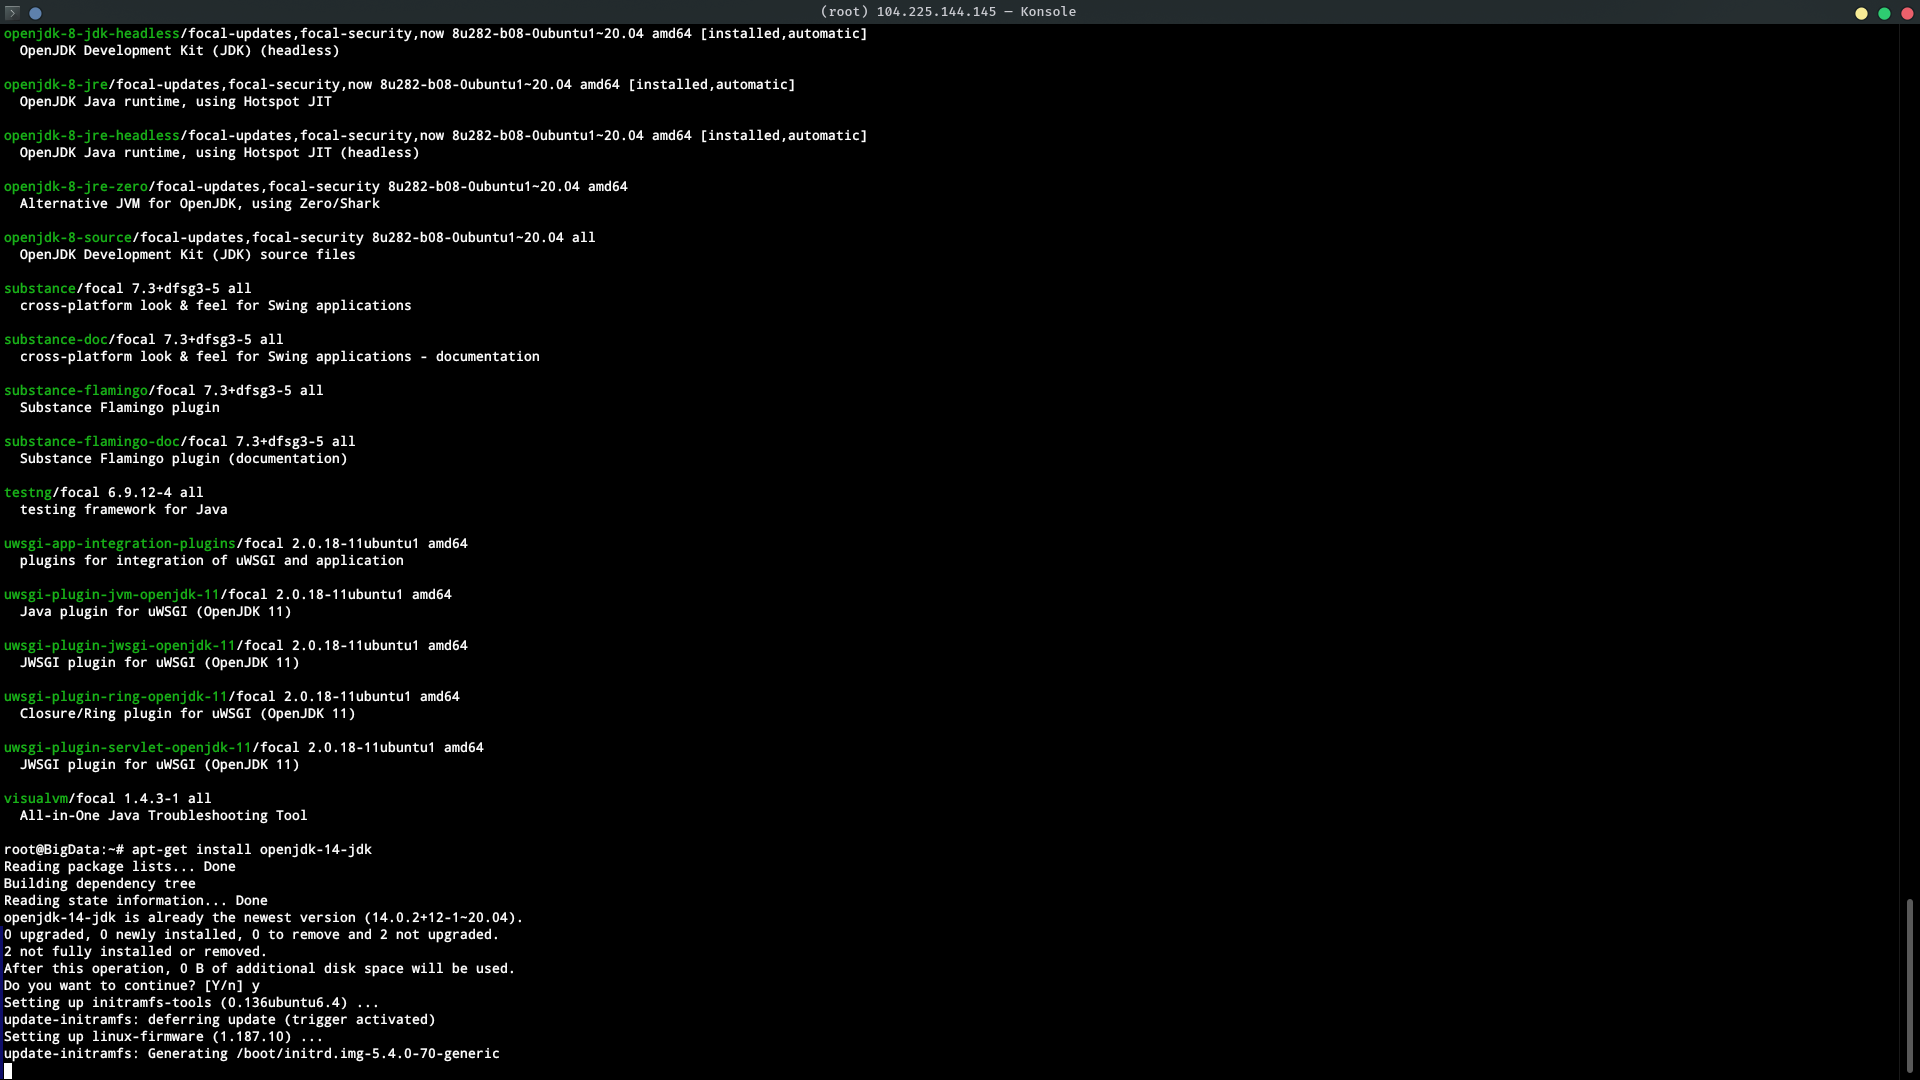 (root) 104.225.144.145 — Konsole
openjdk-8-jdk-headless/focal-updates,focal-security,now 8u282-b08-0ubuntu1~20.04 amd64 [installed,automatic]
  OpenJDK Development Kit (JDK) (headless)
openjdk-8-jre/focal-updates,focal-security,now 8u282-b08-0ubuntu1~20.04 amd64 [installed,automatic]
  OpenJDK Java runtime, using Hotspot JIT
openjdk-8-jre-headless/focal-updates,focal-security,now 8u282-b08-0ubuntu1~20.04 amd64 [installed,automatic]
  OpenJDK Java runtime, using Hotspot JIT (headless)
openjdk-8-jre-zero/focal-updates,focal-security 8u282-b08-0ubuntu1~20.04 amd64
  Alternative JVM for OpenJDK, using Zero/Shark
openjdk-8-source/focal-updates,focal-security 8u282-b08-0ubuntu1~20.04 all
  OpenJDK Development Kit (JDK) source files
substance/focal 7.3+dfsg3-5 all
  cross-platform look & feel for Swing applications
substance-doc/focal 7.3+dfsg3-5 all
  cross-platform look & feel for Swing applications - documentation
substance-flamingo/focal 7.3+dfsg3-5 all
  Substance Flamingo plugin
substance-flamingo-doc/focal 7.3+dfsg3-5 all
  Substance Flamingo plugin (documentation)
testng/focal 6.9.12-4 all
  testing framework for Java
uwsgi-app-integration-plugins/focal 2.0.18-11ubuntu1 amd64
  plugins for integration of uWSGI and application
uwsgi-plugin-jvm-openjdk-11/focal 2.0.18-11ubuntu1 amd64
  Java plugin for uWSGI (OpenJDK 11)
uwsgi-plugin-jwsgi-openjdk-11/focal 2.0.18-11ubuntu1 amd64
  JWSGI plugin for uWSGI (OpenJDK 11)
uwsgi-plugin-ring-openjdk-11/focal 2.0.18-11ubuntu1 amd64
  Closure/Ring plugin for uWSGI (OpenJDK 11)
uwsgi-plugin-servlet-openjdk-11/focal 2.0.18-11ubuntu1 amd64
  JWSGI plugin for uWSGI (OpenJDK 11)
visualvm/focal 1.4.3-1 all
  All-in-One Java Troubleshooting Tool
root@BigData:~# apt-get install openjdk-14-jdk
Reading package lists... Done
Building dependency tree
Reading state information... Done
openjdk-14-jdk is already the newest version (14.0.2+12-1~20.04).
0 upgraded, 0 newly installed, 0 to remove and 2 not upgraded.
2 not fully installed or removed.
After this operation, 0 B of additional disk space will be used.
Do you want to continue? [Y/n] y
Setting up initramfs-tools (0.136ubuntu6.4) ...
update-initramfs: deferring update (trigger activated)
Setting up linux-firmware (1.187.10) ...
update-initramfs: Generating /boot/initrd.img-5.4.0-70-generic